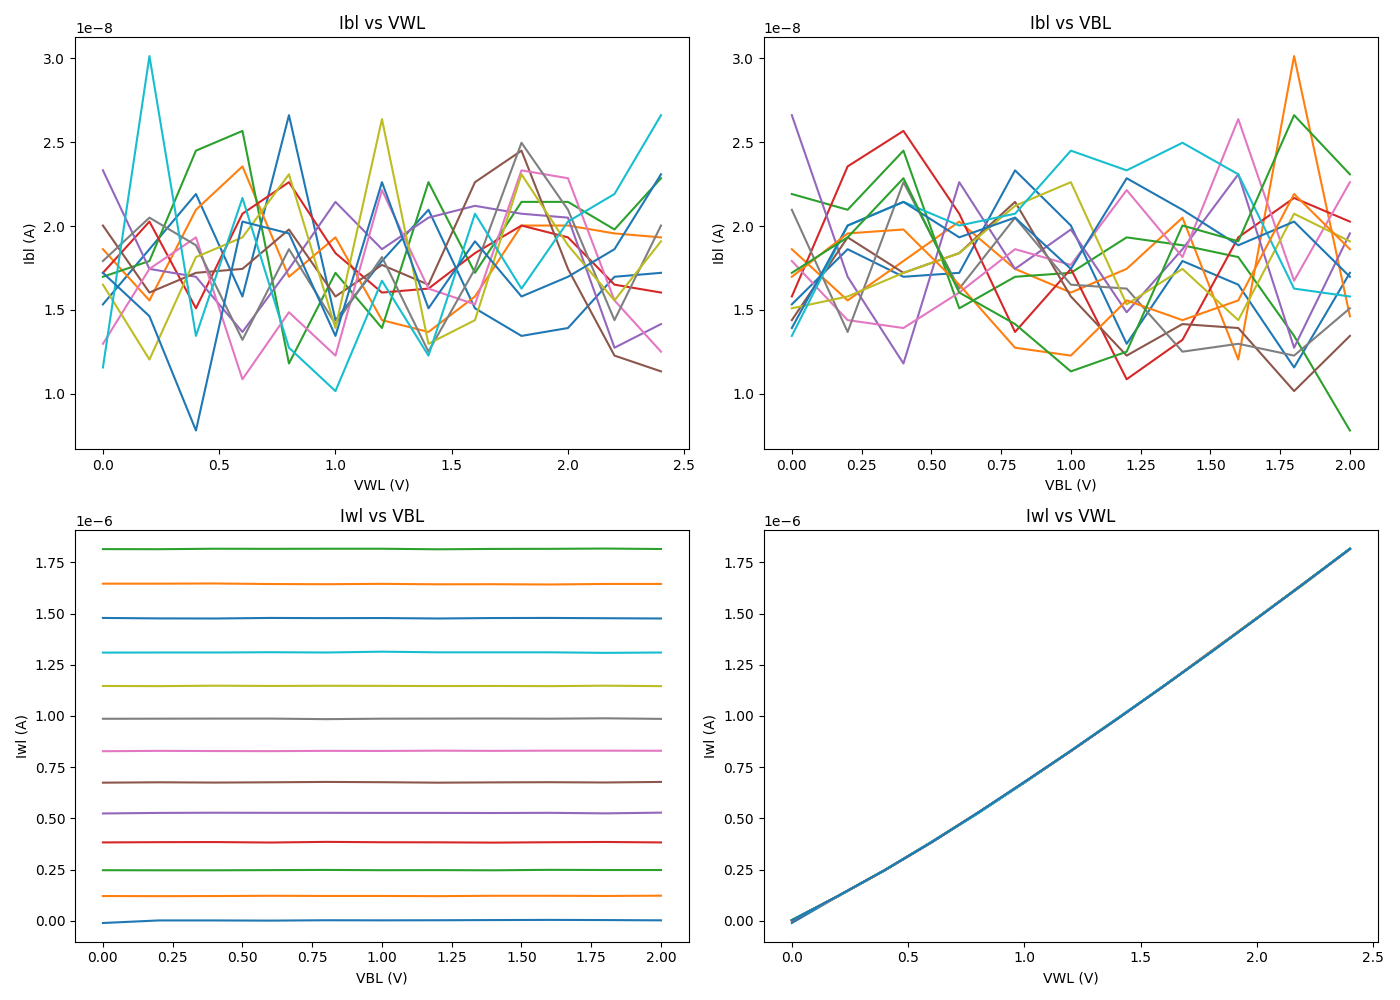 Ibl vs VWL
1e−8
Ibl (A)
3.0
2.5
2.0
1.5
1.0
0.0 0.5 1.0 1.5 2.0 2.5
VWL (V)
Ibl vs VBL
1e−8
Ibl (A)
3.0
2.5
2.0
1.5
1.0
0.00 0.25 0.50 0.75 1.00 1.25 1.50 1.75 2.00
VBL (V)
Iwl vs VBL
1e−6
Iwl (A)
1.75
1.50
1.25
1.00
0.75
0.50
0.25
0.00
0.00 0.25 0.50 0.75 1.00 1.25 1.50 1.75 2.00
VBL (V)
Iwl vs VWL
1e−6
Iwl (A)
1.75
1.50
1.25
1.00
0.75
0.50
0.25
0.00
0.0 0.5 1.0 1.5 2.0 2.5
VWL (V)